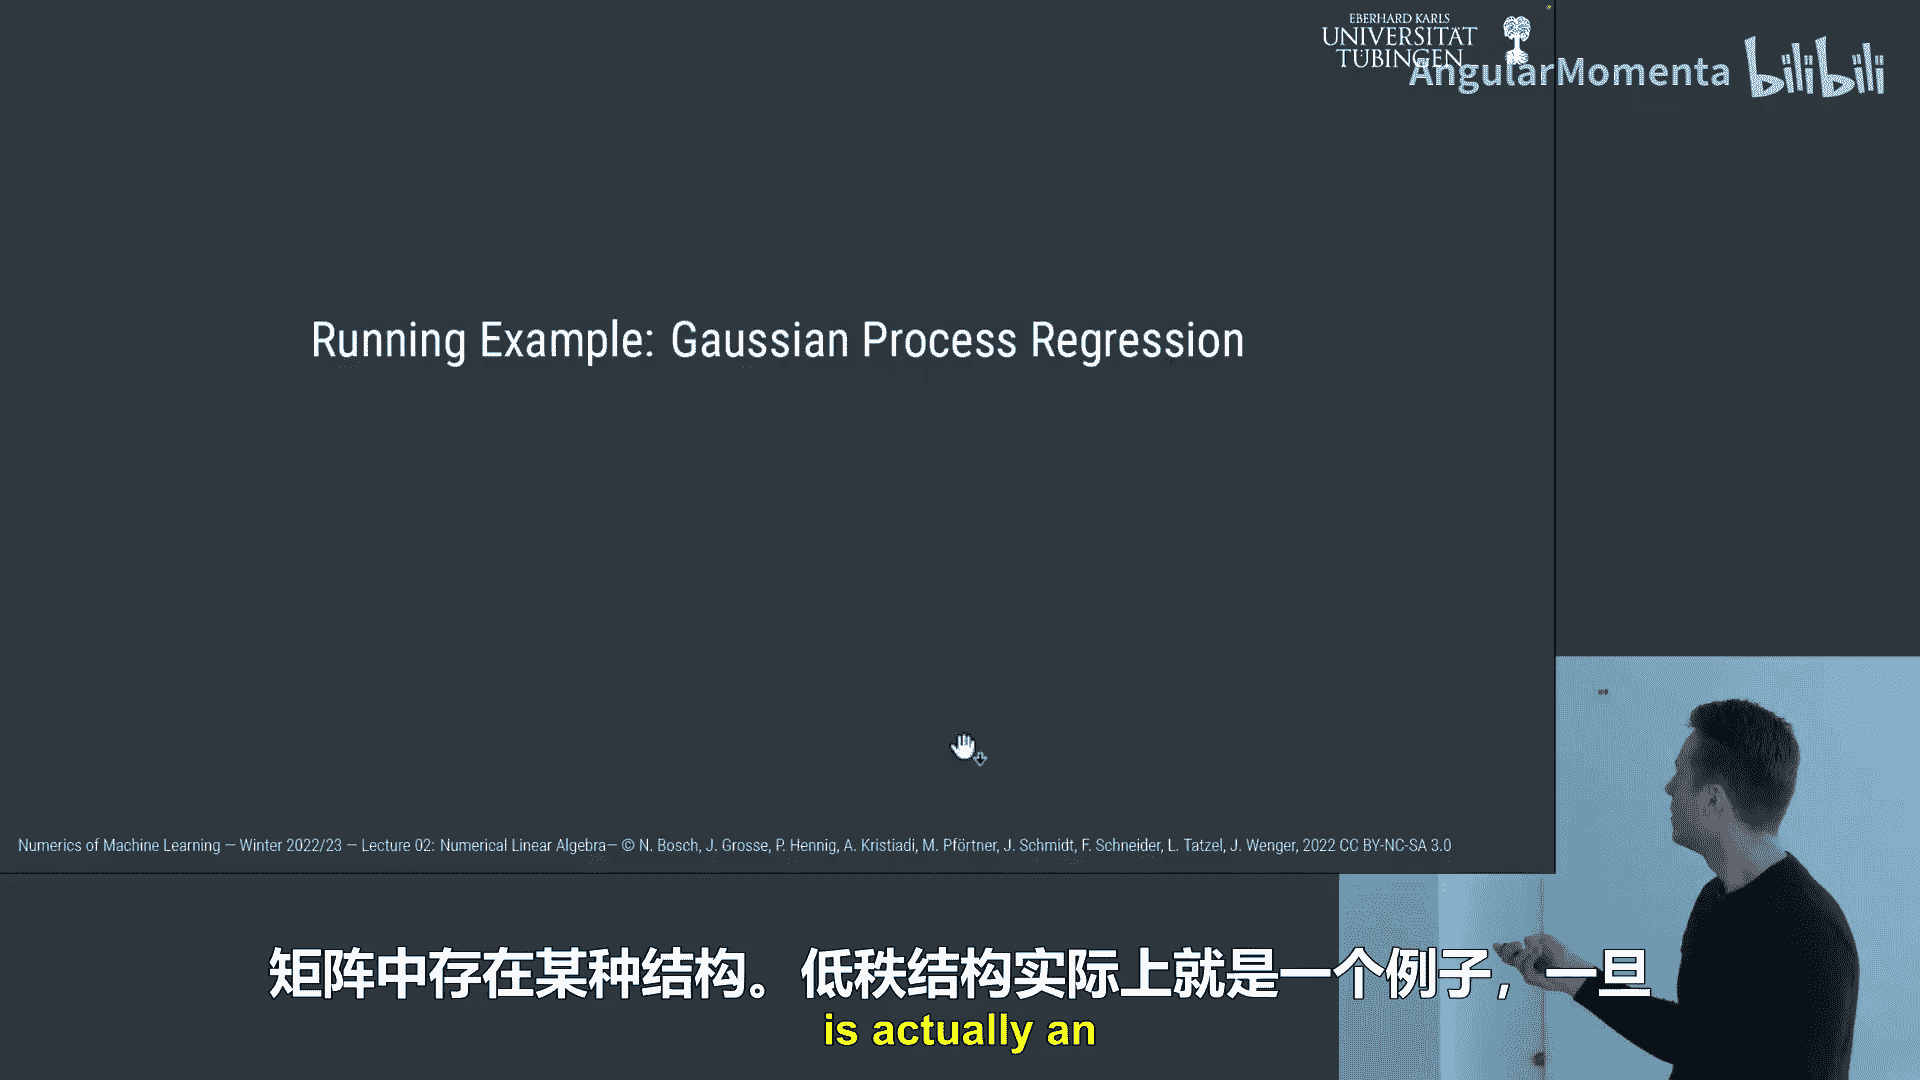 EBERHARD KARLS
UNIVERSITÄT
TÜBINGEN
AngularMomenta
bilibili
Running Example: Gaussian Process Regression
Numerics of Machine Learning — Winter 2022/23 — Lecture 02: Numerical Linear Algebra— © N. Bosch, J. Grosse, P. Hennig, A. Kristiadi, M. Pförtner, J. Schmidt, F. Schneider, L. Tatzel, J. Wenger, 2022 CC BY-NC-SA 3.0
矩阵中存在某种结构。低秩结构实际上就是一个例子，一旦
is actually an